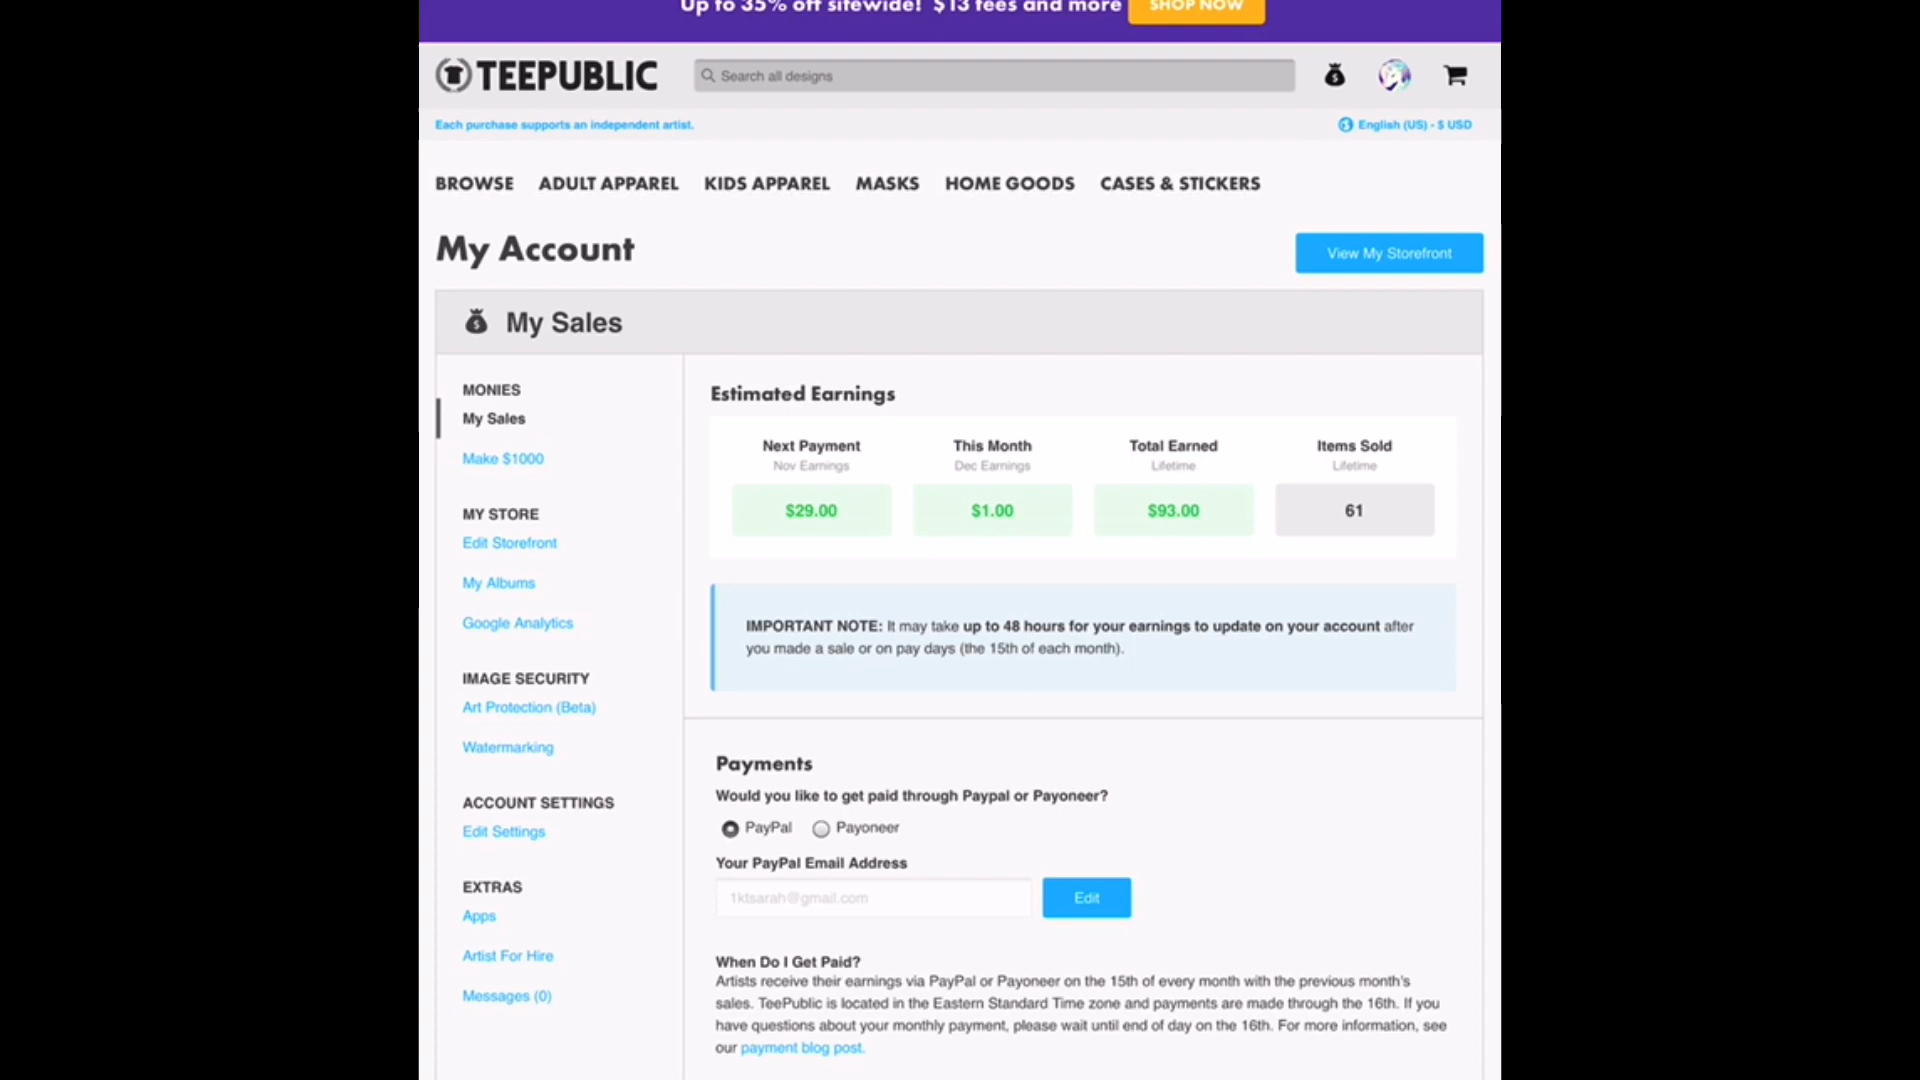 Up to 35% off sitewide! $13 tees and more SHOP NOW
TEEPUBLIC
Search all designs
Each purchase supports an independent artist.
English (US) - $ USD
BROWSE ADULT APPAREL KIDS APPAREL MASKS HOME GOODS CASES & STICKERS
My Account
View My Storefront
My Sales
MONIES
My Sales
Make $1000
MY STORE
Edit Storefront
My Albums
Google Analytics
IMAGE SECURITY
Art Protection (Beta)
Watermarking
ACCOUNT SETTINGS
Edit Settings
EXTRAS
Apps
Artist For Hire
Messages (0)
Estimated Earnings
Next Payment This Month Total Earned Items Sold
Nov Earnings Dec Earnings Lifetime Lifetime
$29.00 $1.00 $93.00 61
IMPORTANT NOTE: It may take up to 48 hours for your earnings to update on your account after
you made a sale or on pay days (the 15th of each month).
Payments
Would you like to get paid through Paypal or Payoneer?
PayPal Payoneer
Your PayPal Email Address
1ktsarah@gmail.com Edit
When Do I Get Paid?
Artists receive their earnings via PayPal or Payoneer on the 15th of every month with the previous month's
sales. TeePublic is located in the Eastern Standard Time zone and payments are made through the 16th. If you
have questions about your monthly payment, please wait until end of day on the 16th. For more information, see
our payment blog post.